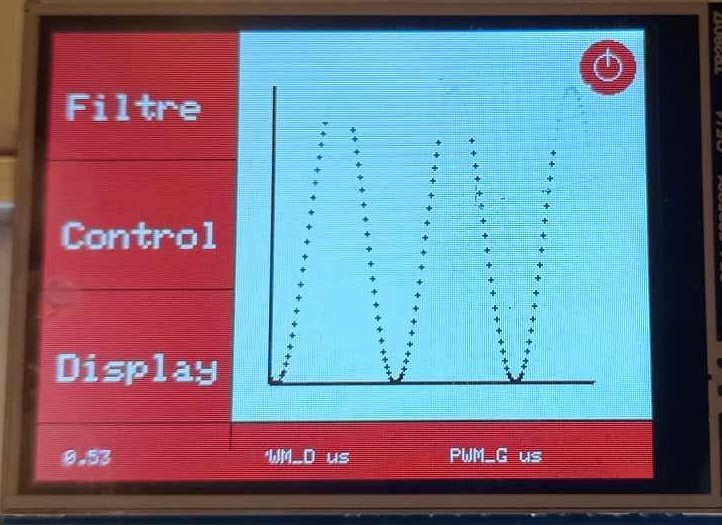 Filtre
Control
Display
0.53
WM_D us
PWM_G us